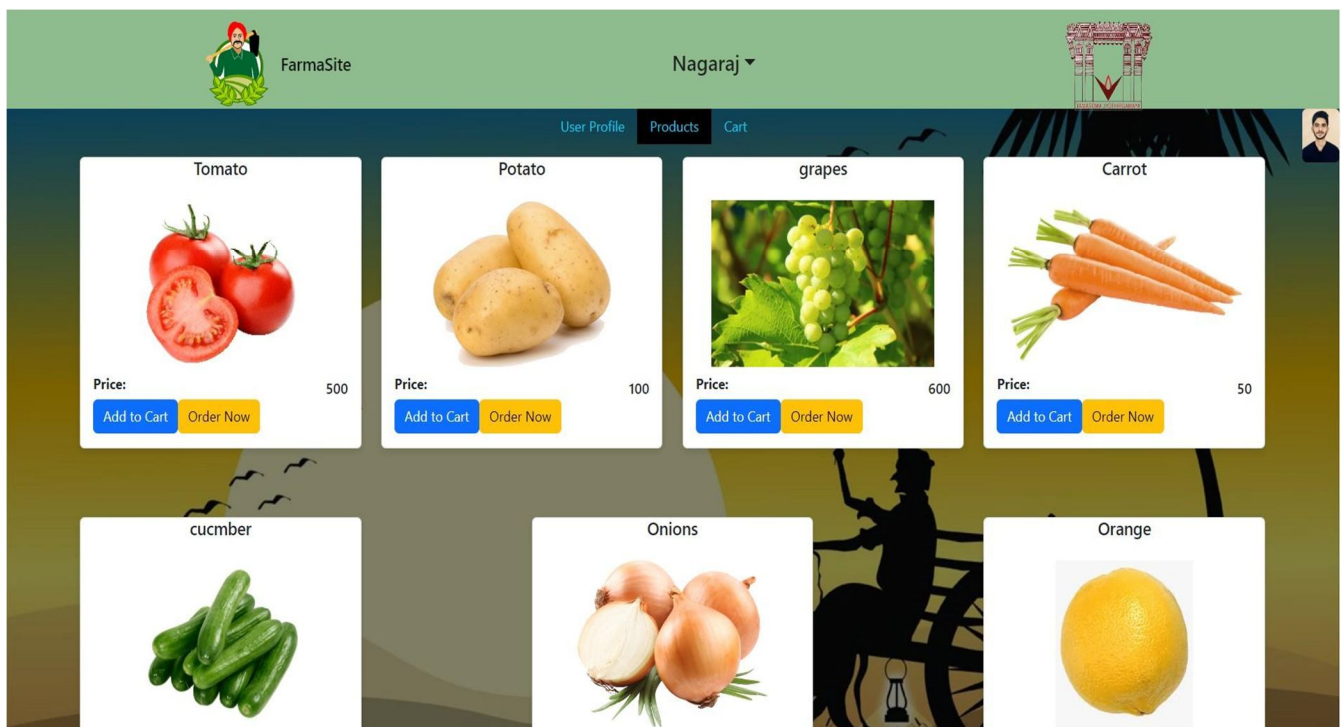 FarmaSite
Nagaraj
User Profile Products Cart
Tomato
Price:
500
Add to Cart Order Now
Potato
Price:
100
Add to Cart Order Now
grapes
Price:
600
Add to Cart Order Now
Carrot
Price:
50
Add to Cart Order Now
cucmber
Onions
Orange